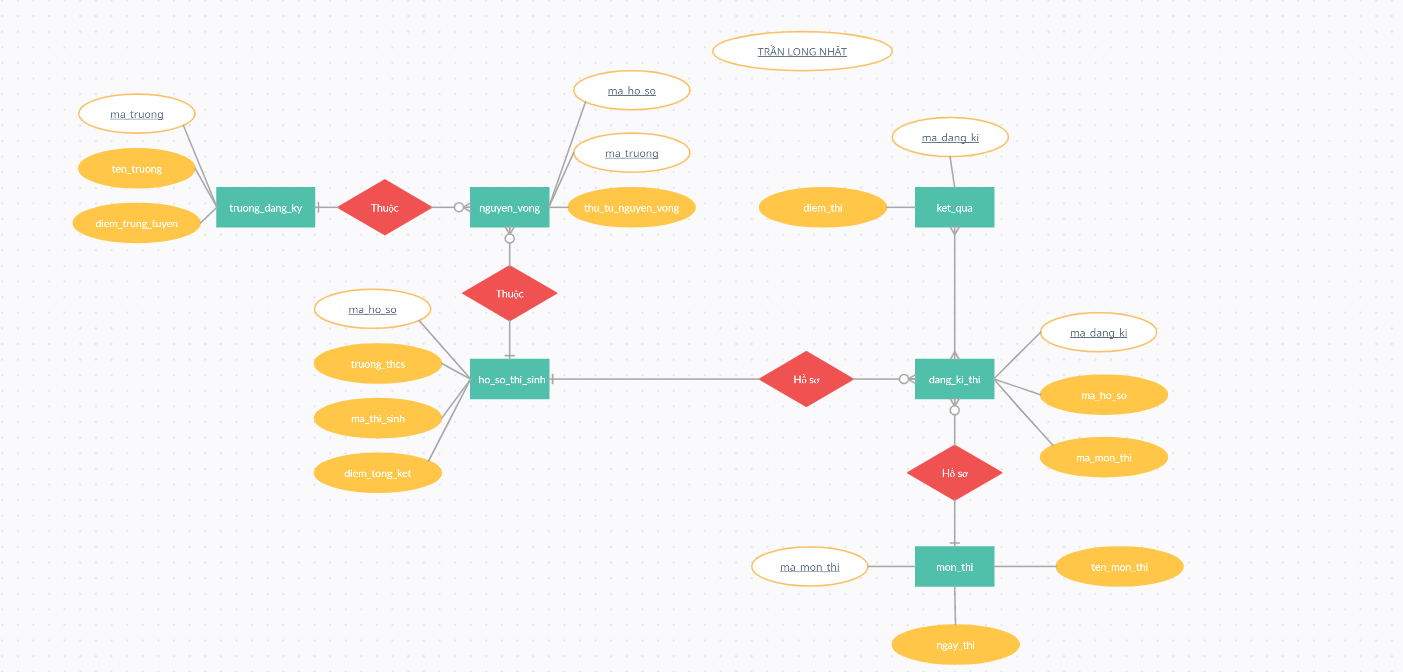 TRẦN LONG NHẬT
ma_ho_so
ma_truong
ma_dang_ki
ma_truong
ten_truong
thu_tu_nguyen_vong
diem_thi
ket_qua
truong_dang_ky
Thuộc
nguyen_vong
diem_trung_tuyen
Thuộc
ma_ho_so
ma_dang_ki
truong_thcs
ho_so_thi_sinh
Hồ sơ
dang_ki_thi
ma_ho_so
ma_thi_sinh
ma_mon_thi
diem_tong_ket
Hồ sơ
ma_mon_thi
mon_thi
ten_mon_thi
ngay_thi